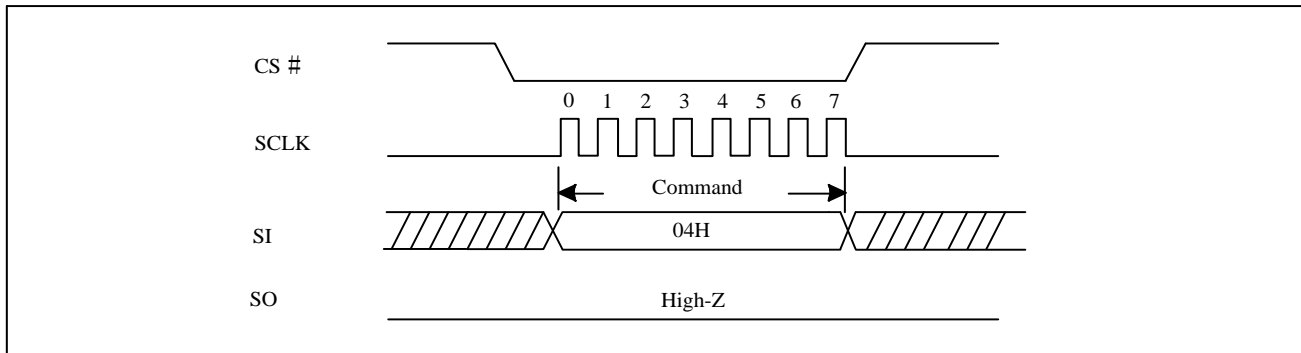 CS #
0 1 2 3 4 5 6 7
SCLK
Command
SI
04H
SO
High-Z